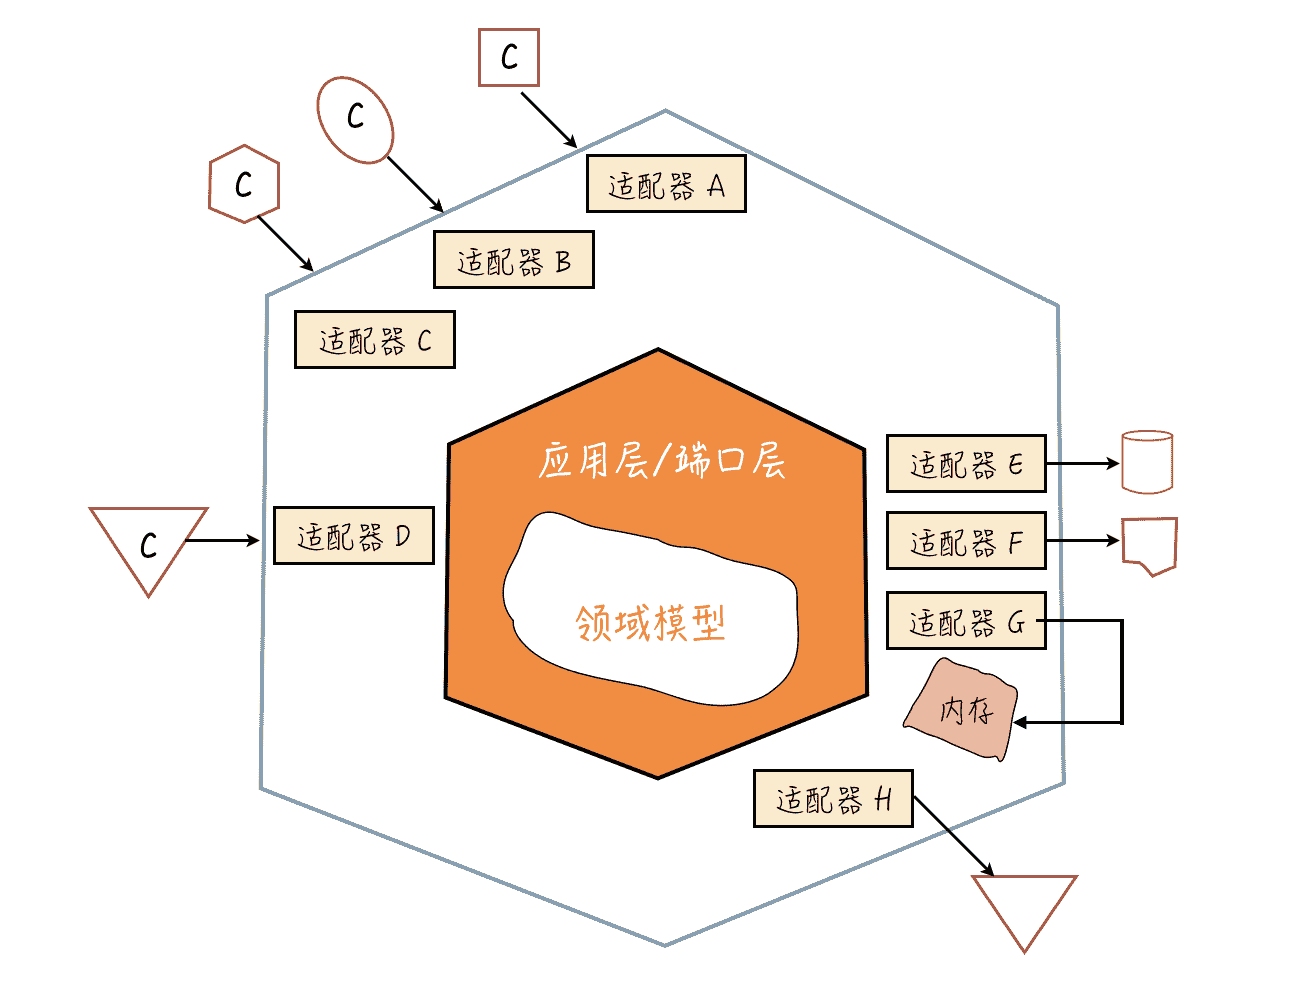 C
C
C
适配器 A
适配器 B
适配器 C
应用层/端口层
适配器 E
C
适配器 D
适配器 F
领域模型
适配器 G
内存
适配器 H